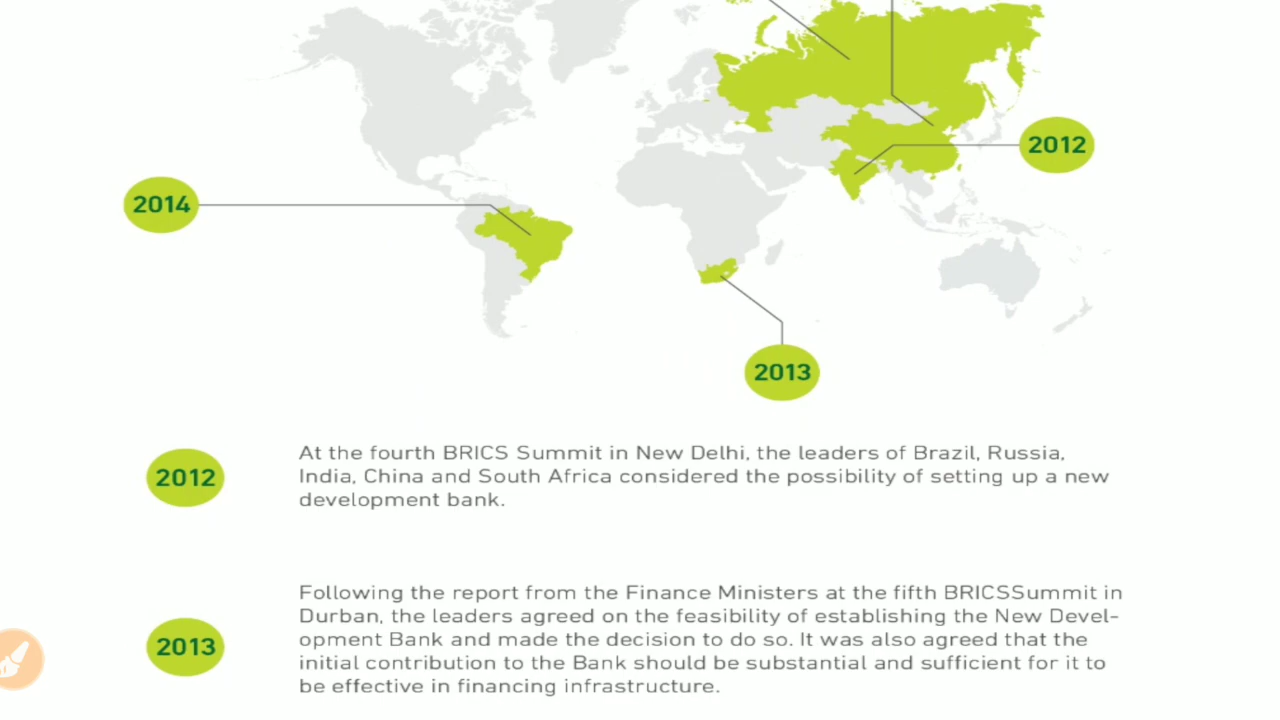 2012
2014
2013
2012
At the fourth BRICS Summit in New Delhi, the leaders of Brazil, Russia,
India, China and South Africa considered the possibility of setting up a new
development bank.
2013
Following the report from the Finance Ministers at the fifth BRICSSummit in
Durban, the leaders agreed on the feasibility of establishing the New Devel-
opment Bank and made the decision to do so. It was also agreed that the
initial contribution to the Bank should be substantial and sufficient for it to
be effective in financing infrastructure.